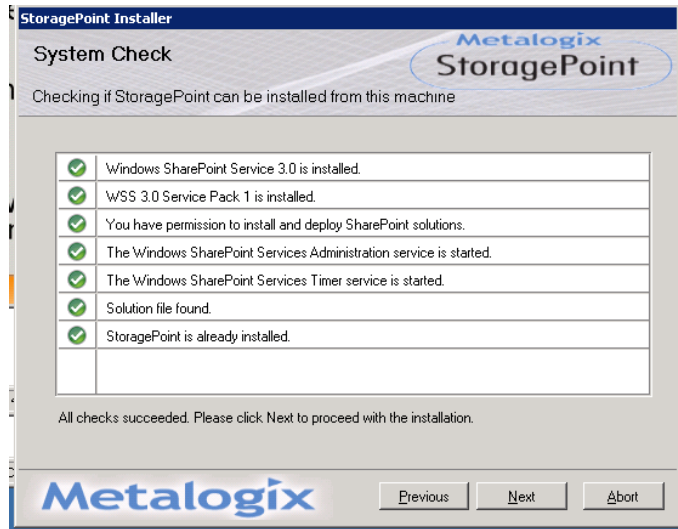 StoragePoint Installer
System Check
Metalogix
StoragePoint
Checking if StoragePoint can be installed from this machine
Windows SharePoint Service 3.0 is installed.
WSS 3.0 Service Pack 1 is installed.
You have permission to install and deploy SharePoint solutions.
The Windows SharePoint Services Administration service is started.
The Windows SharePoint Services Timer service is started.
Solution file found.
StoragePoint is already installed.
All checks succeeded. Please click Next to proceed with the installation.
Metalogix
Previous
Next
Abort